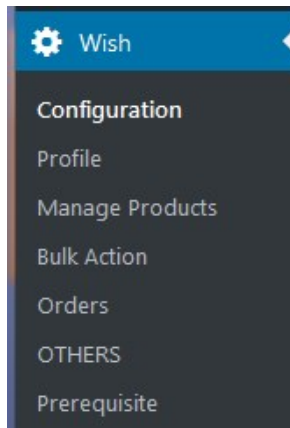 Wish
Configuration
Profile
Manage Products
Bulk Action
Orders
OTHERS
Prerequisite